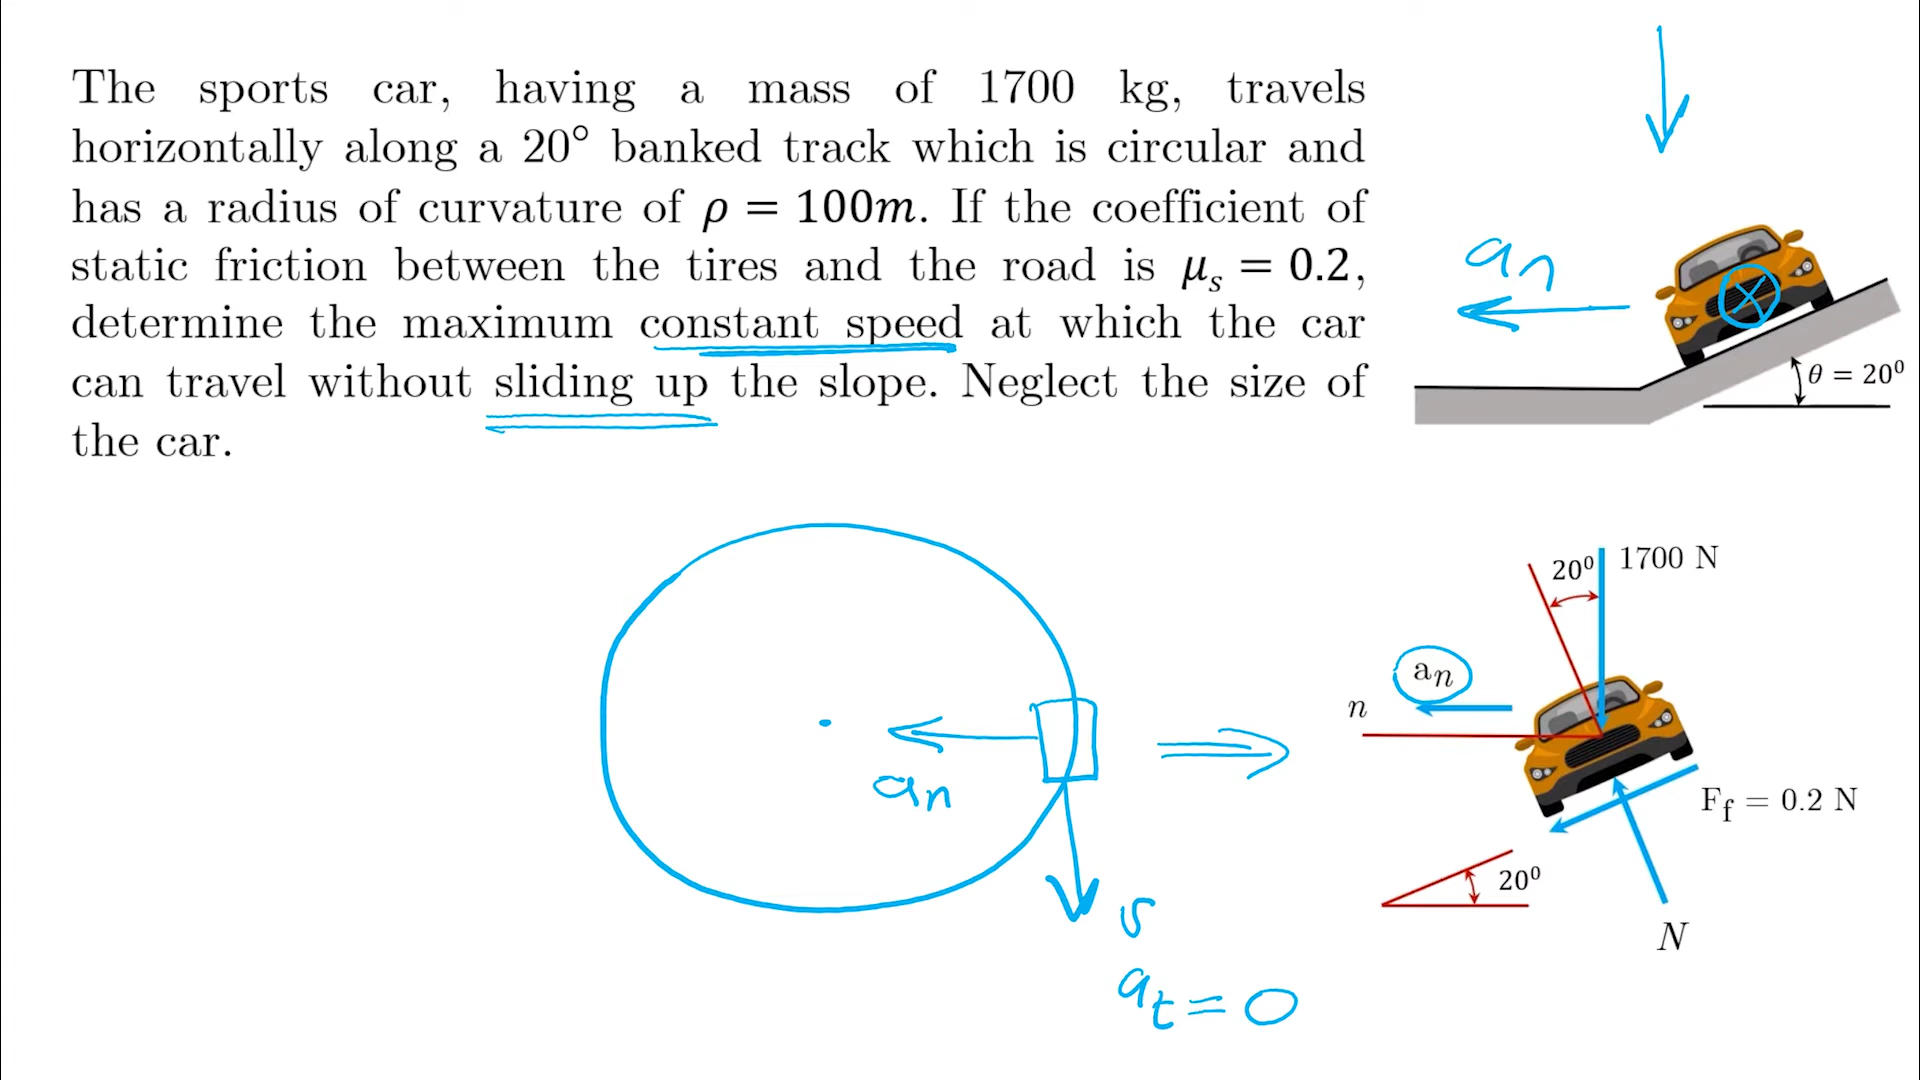 The sports car, having a mass of 1700 kg, travels
horizontally along a 20° banked track which is circular and
has a radius of curvature of ρ = 100m. If the coefficient of
static friction between the tires and the road is μₛ = 0.2,
determine the maximum constant speed at which the car
can travel without sliding up the slope. Neglect the size of
the car.
aₙ
θ = 20⁰
20⁰
1700 N
aₙ
n
F_f = 0.2 N
20⁰
N
aₙ
v
a_t = 0